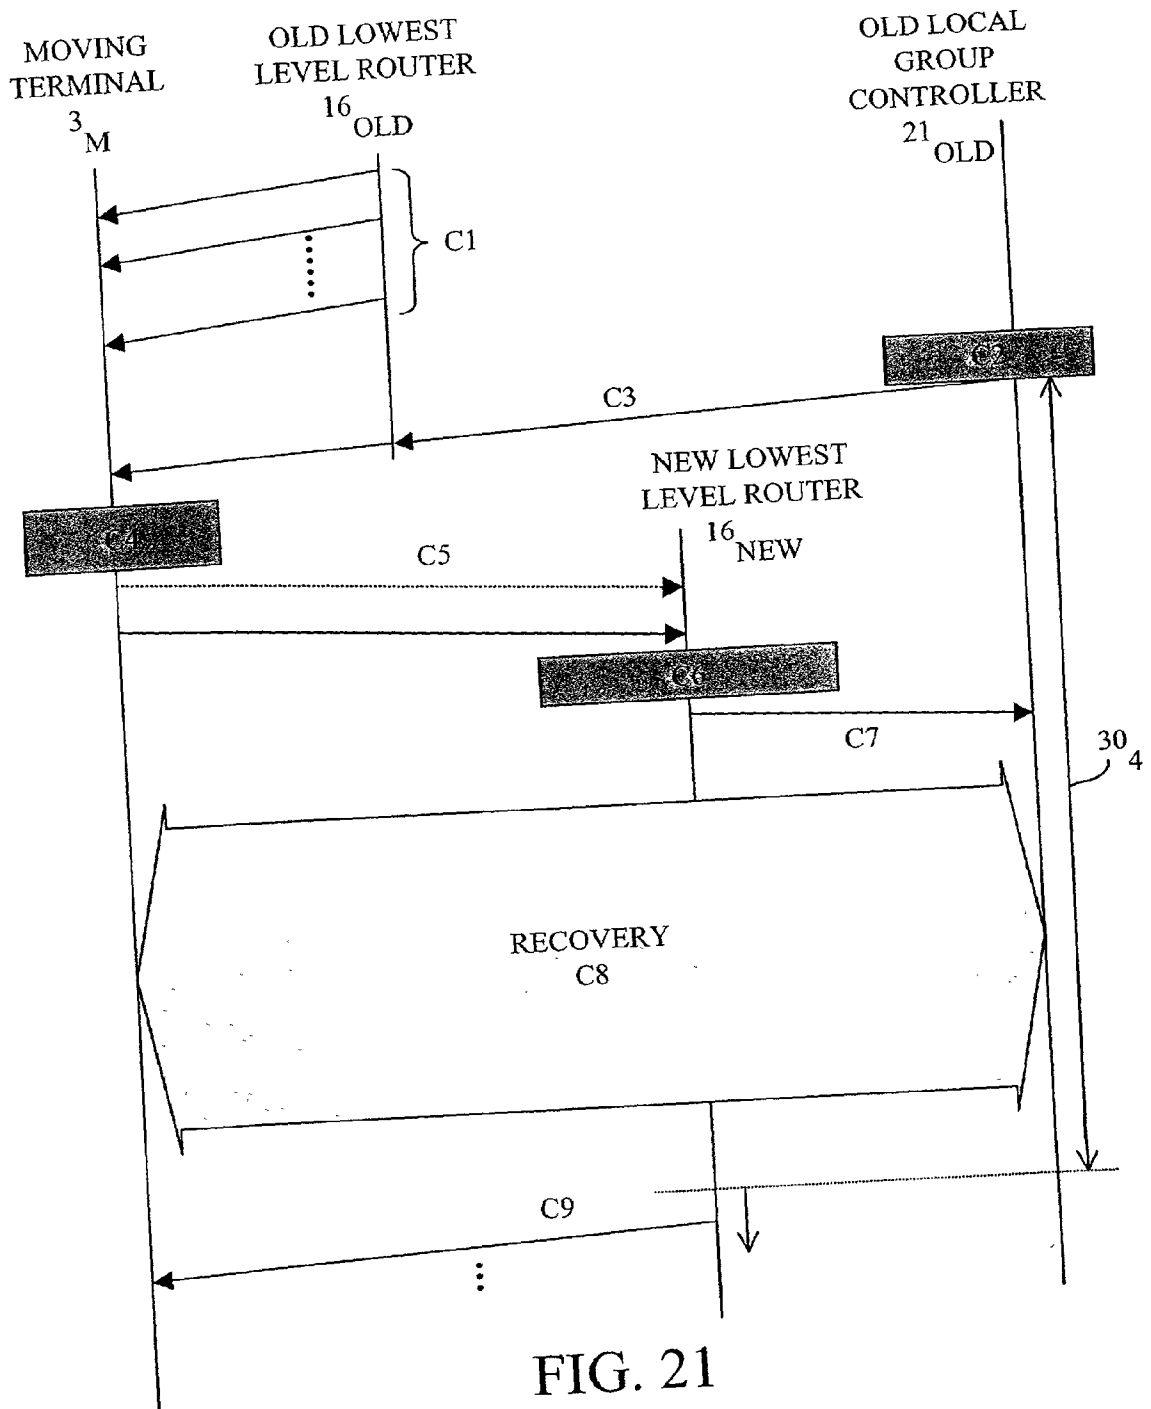 MOVING
TERMINAL
3 M
OLD LOWEST
LEVEL ROUTER
16 OLD
OLD LOCAL
GROUP
CONTROLLER
21 OLD
C1
C2
C3
NEW LOWEST
LEVEL ROUTER
16 NEW
C4
C5
C6
C7
30 4
RECOVERY
C8
C9
FIG. 21